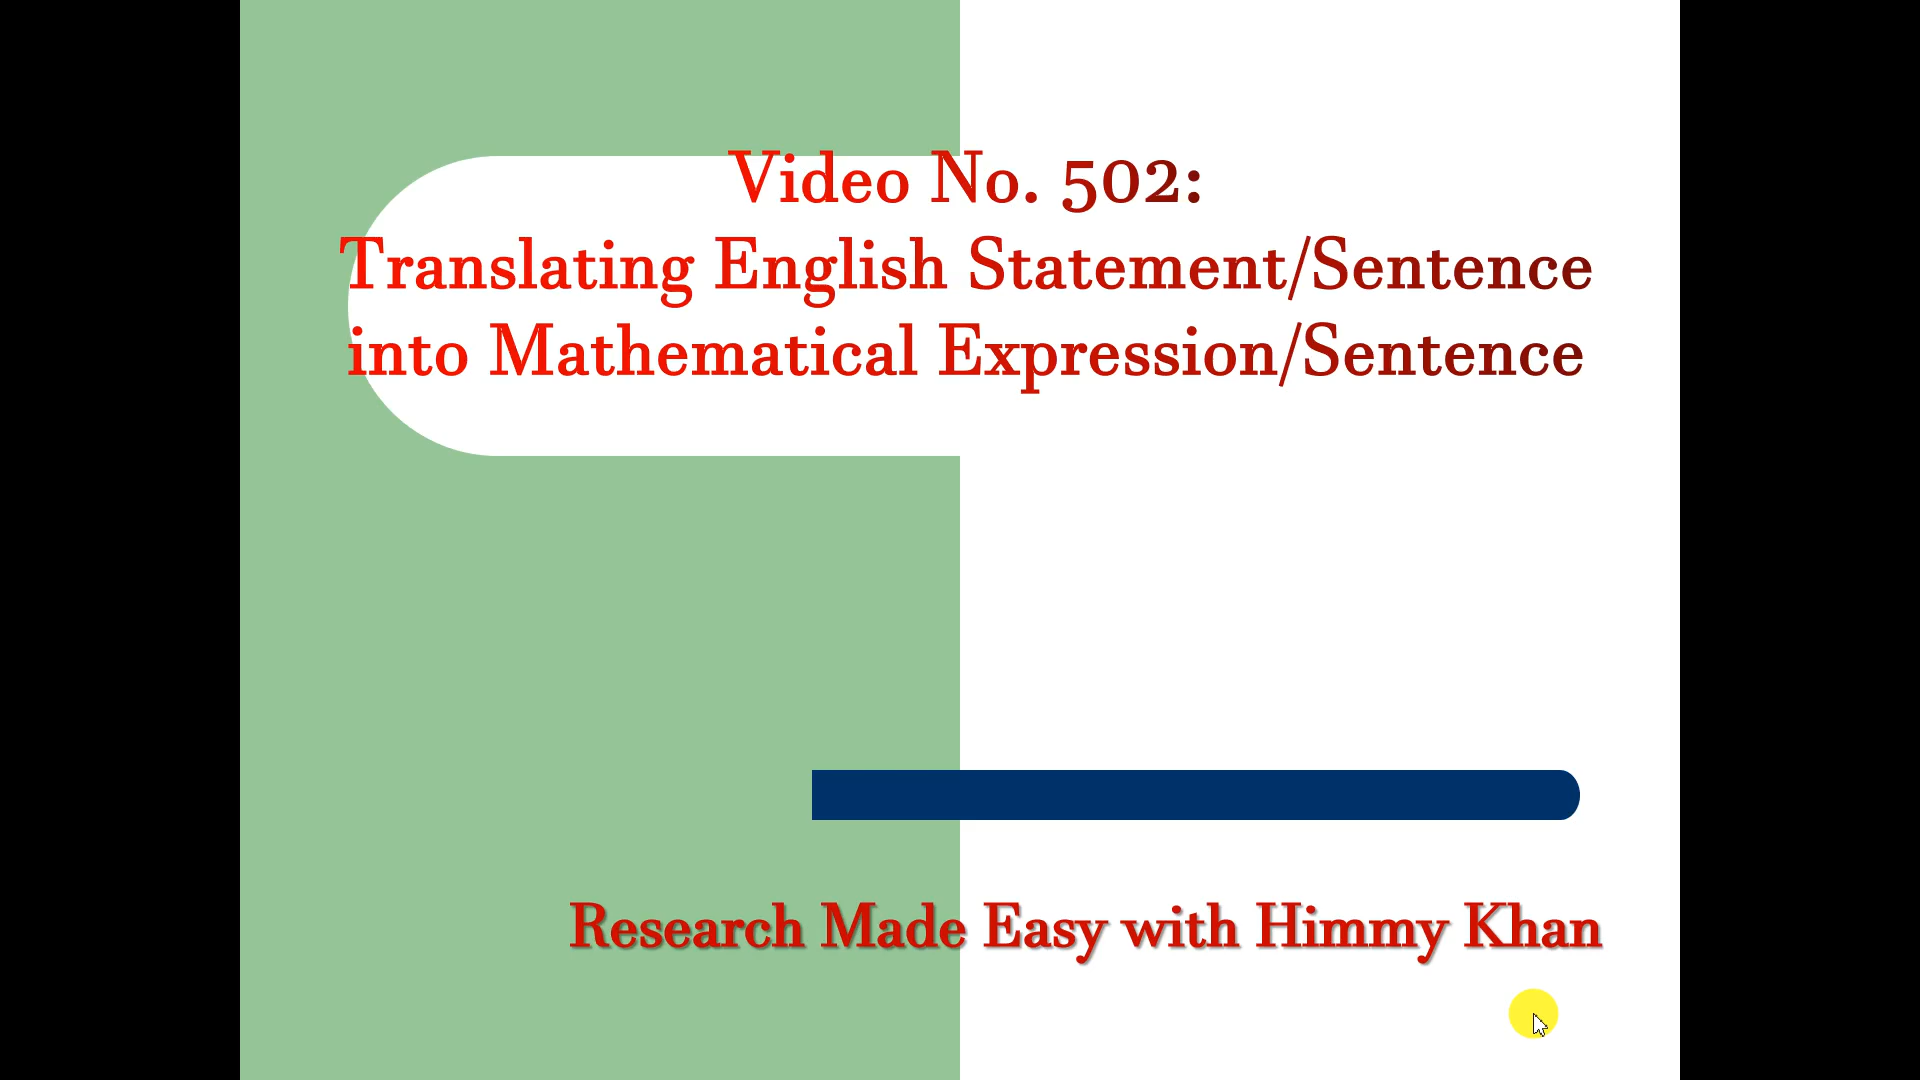 Video No. 502:
Translating English Statement/Sentence
into Mathematical Expression/Sentence
Research Made Easy with Himmy Khan